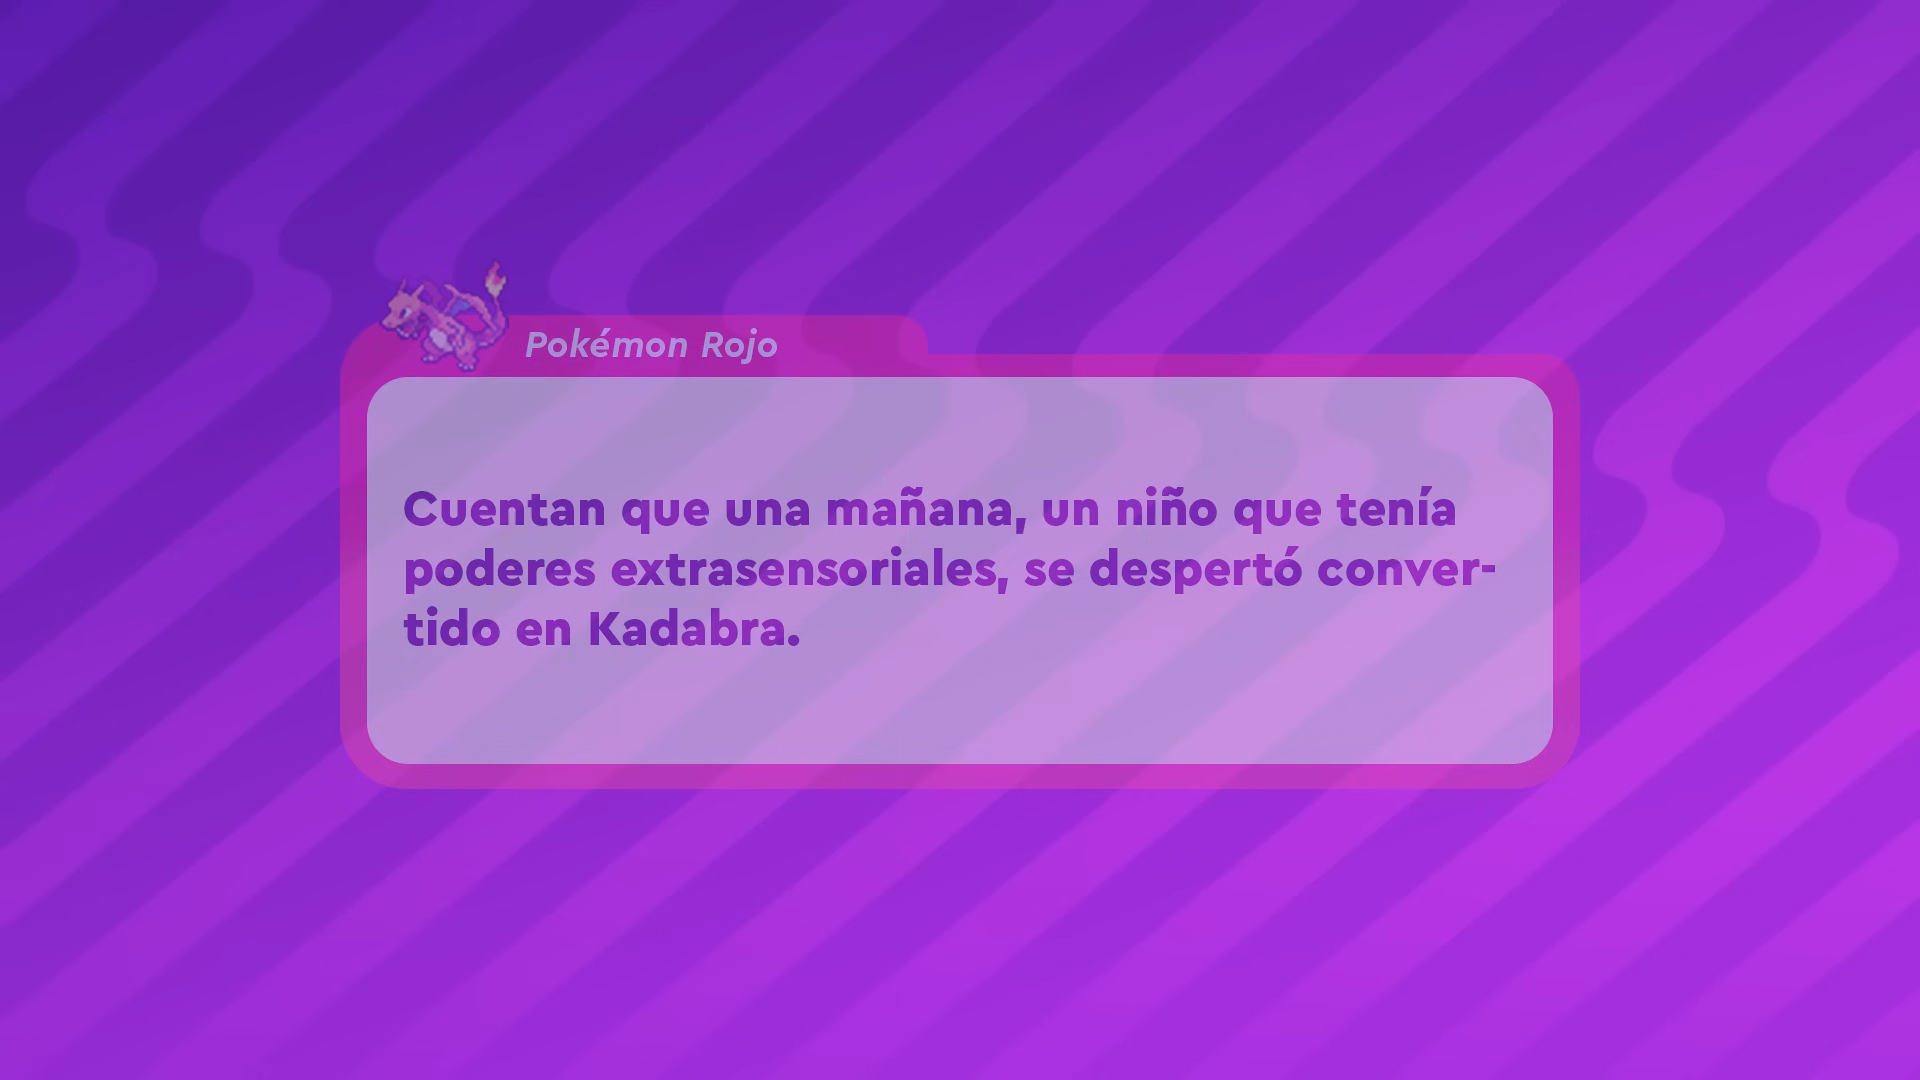 Pokémon Rojo
Cuentan que una mañana, un niño que tenía
poderes extrasensoriales, se despertó conver-
tido en Kadabra.